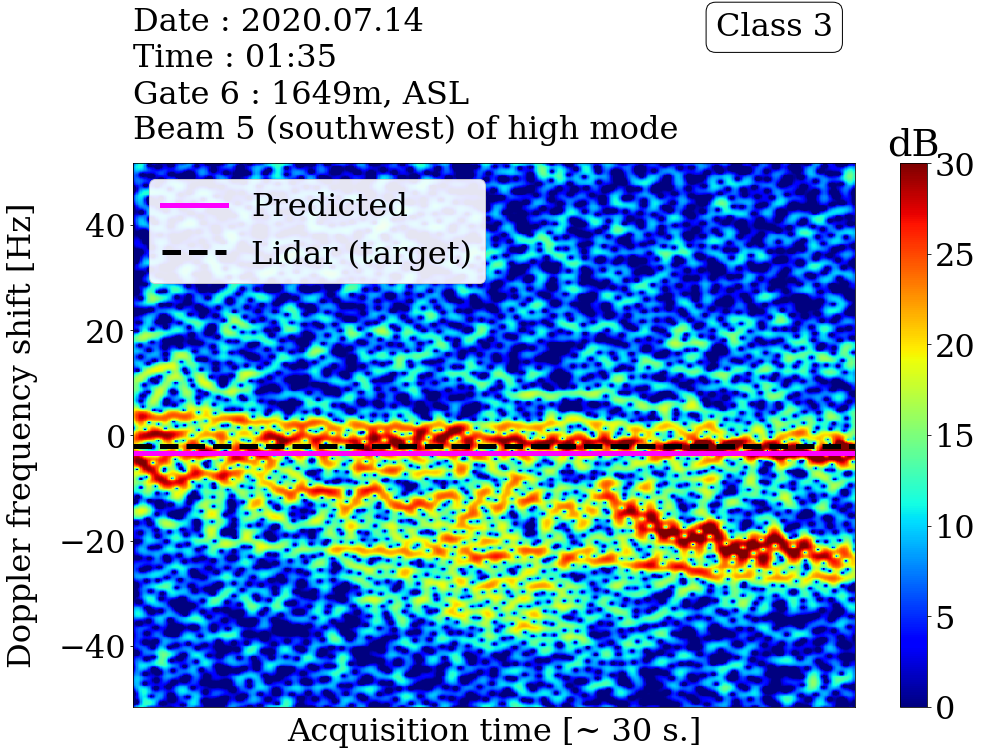 Date : 2020.07.14
Time : 01:35
Gate 6 : 1649m, ASL
Beam 5 (southwest) of high mode
Class 3
dB
Predicted
Lidar (target)
Doppler frequency shift [Hz]
40
20
0
−20
−40
30
25
20
15
10
5
0
Acquisition time [~ 30 s.]